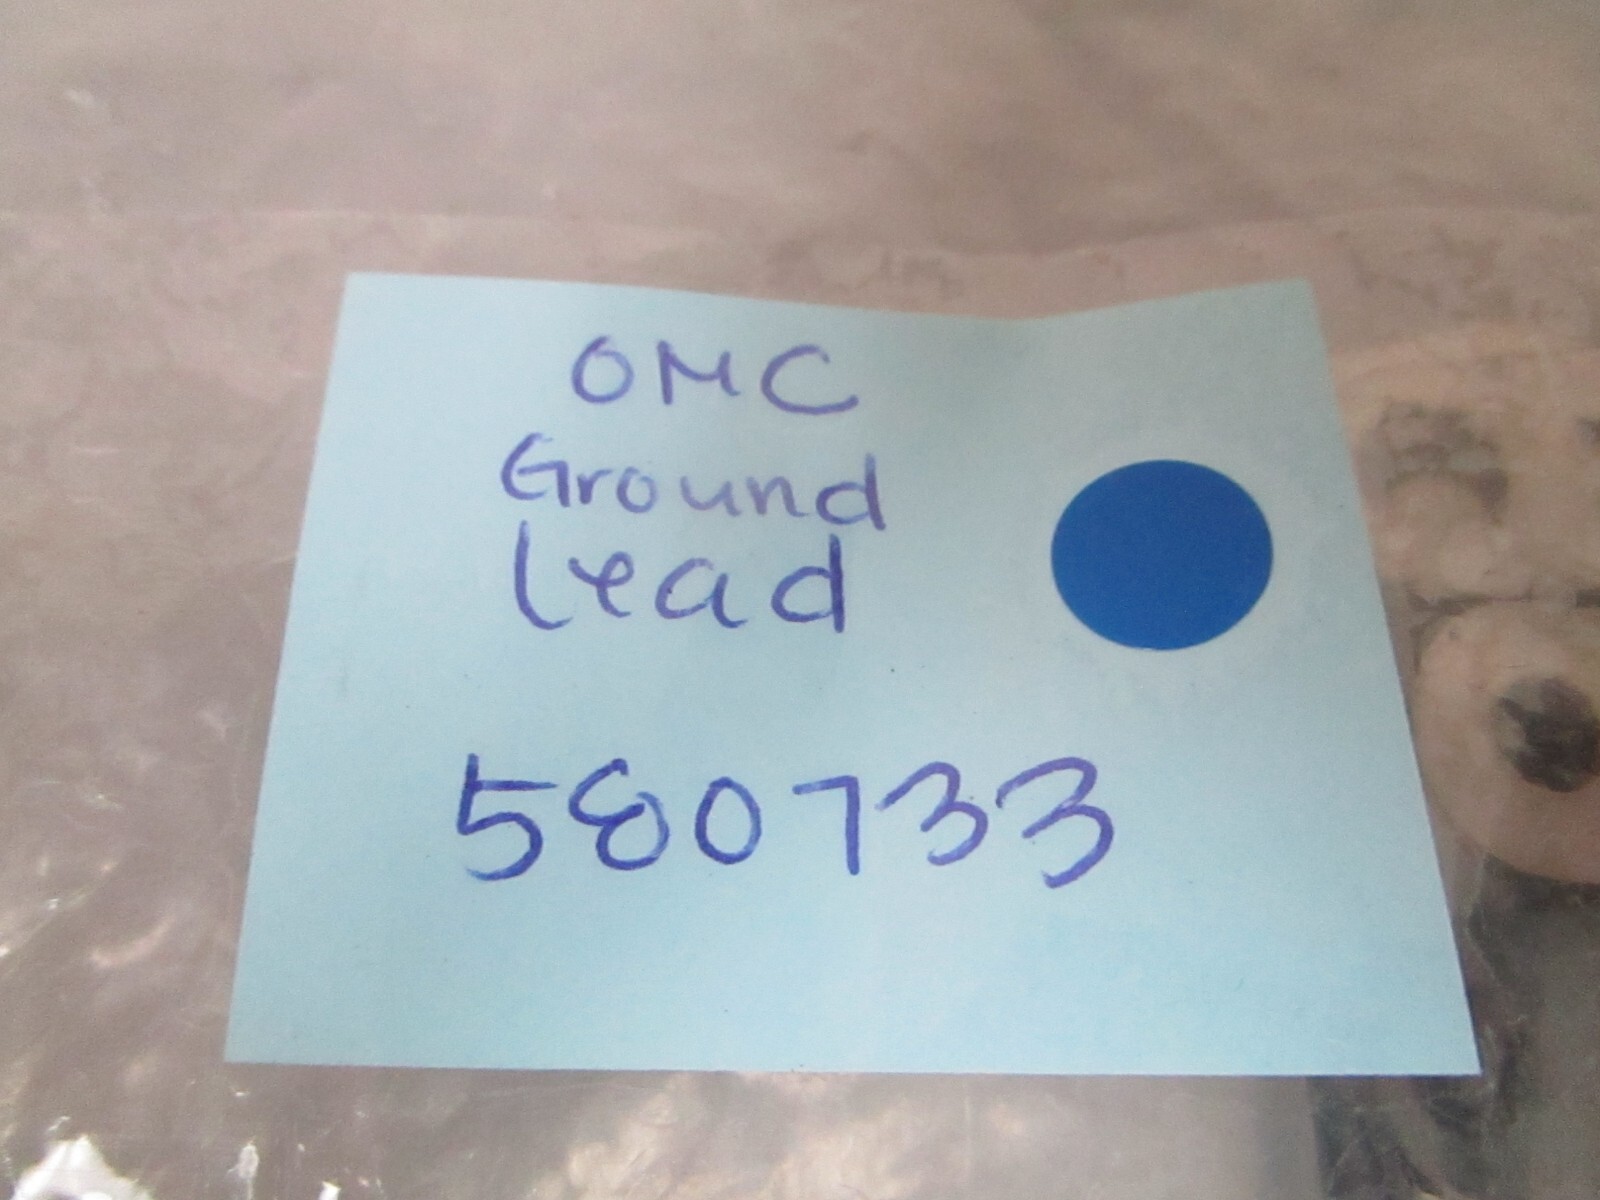 OMC
Ground
Lead
580733